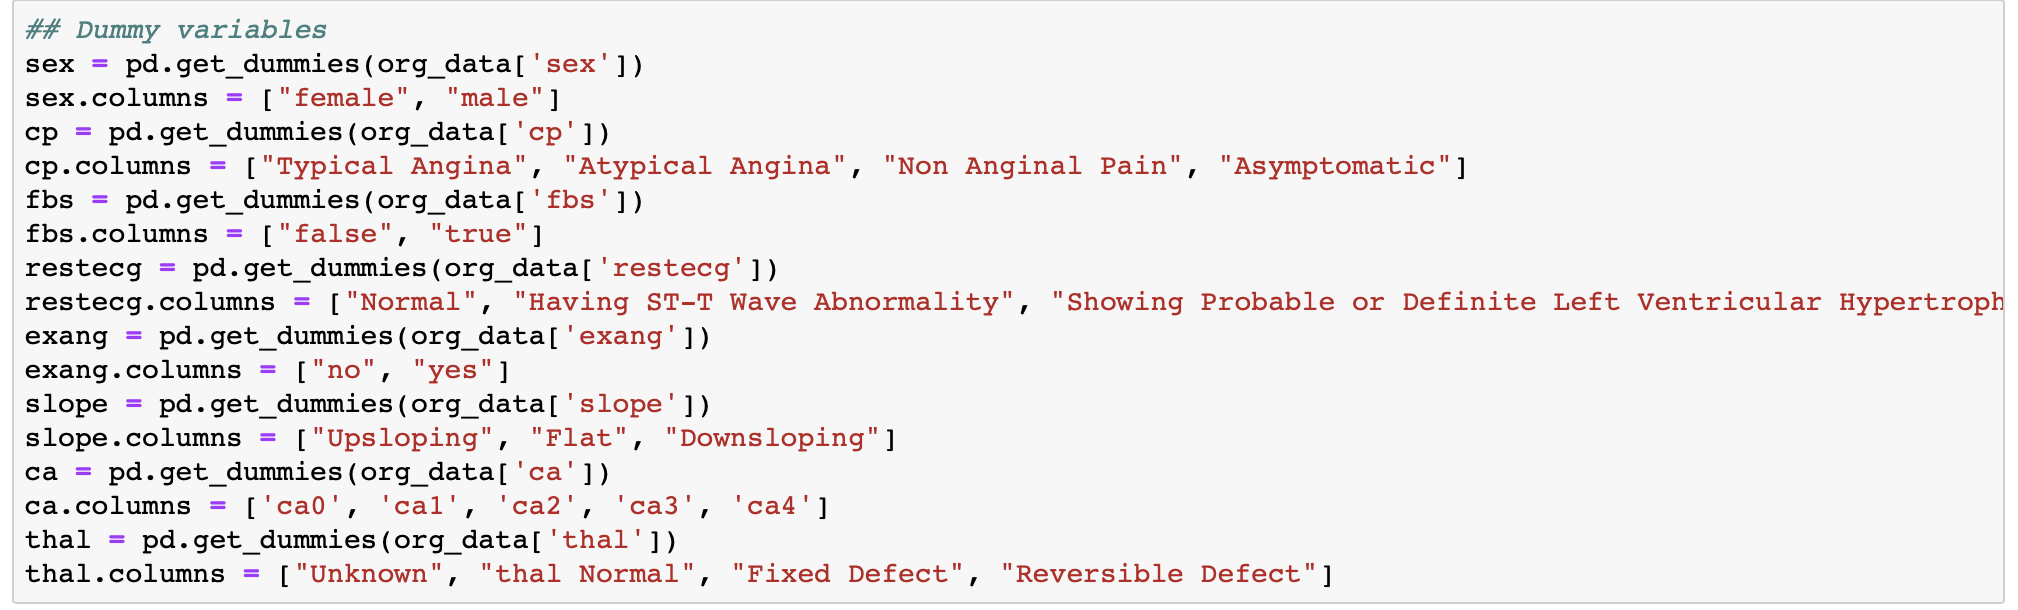 ## Dummy variables
sex = pd.get_dummies(org_data['sex'])
sex.columns = ["female", "male"]
cp = pd.get_dummies(org_data['cp'])
cp.columns = ["Typical Angina", "Atypical Angina", "Non Anginal Pain", "Asymptomatic"]
fbs = pd.get_dummies(org_data['fbs'])
fbs.columns = ["false", "true"]
restecg = pd.get_dummies(org_data['restecg'])
restecg.columns = ["Normal", "Having ST-T Wave Abnormality", "Showing Probable or Definite Left Ventricular Hypertroph
exang = pd.get_dummies(org_data['exang'])
exang.columns = ["no", "yes"]
slope = pd.get_dummies(org_data['slope'])
slope.columns = ["Upsloping", "Flat", "Downsloping"]
ca = pd.get_dummies(org_data['ca'])
ca.columns = ['ca0', 'ca1', 'ca2', 'ca3', 'ca4']
thal = pd.get_dummies(org_data['thal'])
thal.columns = ["Unknown", "thal Normal", "Fixed Defect", "Reversible Defect"]